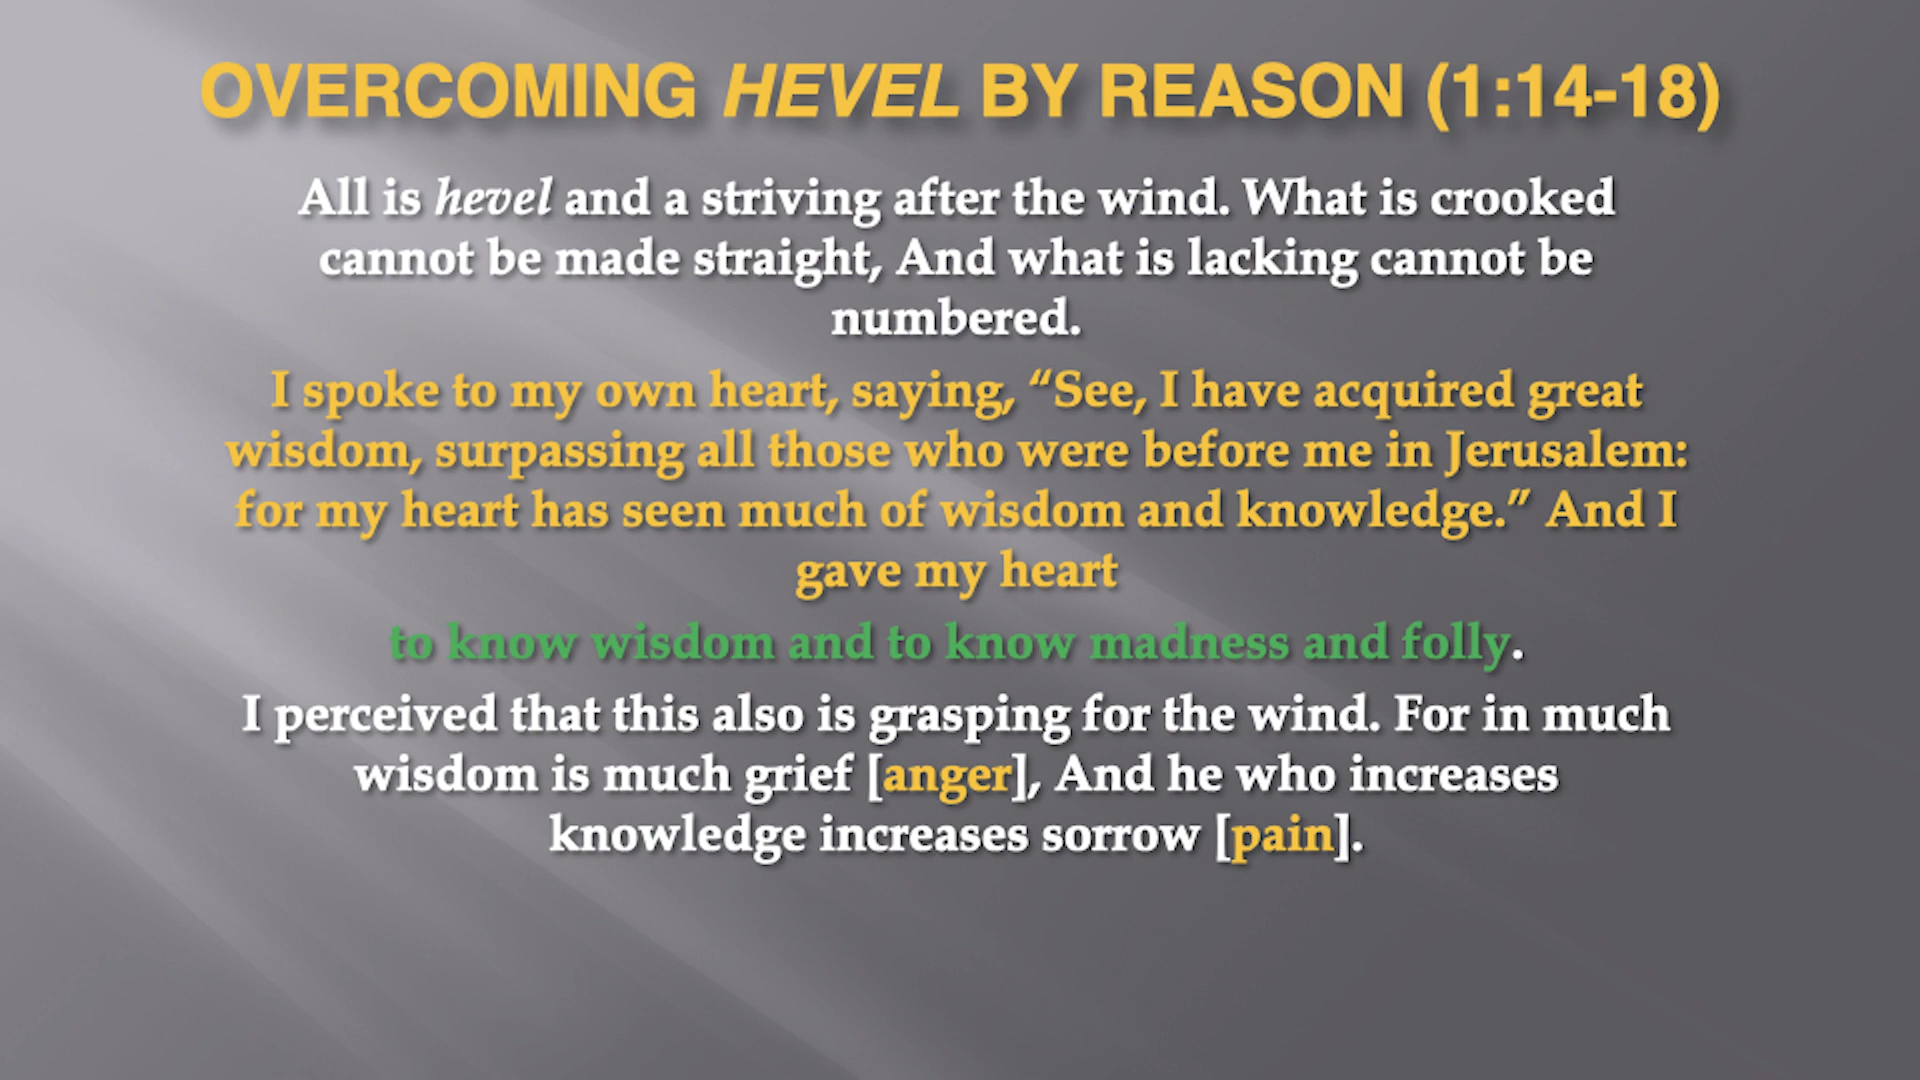 OVERCOMING HEVEL BY REASON (1:14-18)
All is hevel and a striving after the wind. What is crooked
cannot be made straight, And what is lacking cannot be
numbered.
I spoke to my own heart, saying, “See, I have acquired great
wisdom, surpassing all those who were before me in Jerusalem:
for my heart has seen much of wisdom and knowledge.” And I
gave my heart
to know wisdom and to know madness and folly.
I perceived that this also is grasping for the wind. For in much
wisdom is much grief [anger], And he who increases
knowledge increases sorrow [pain].